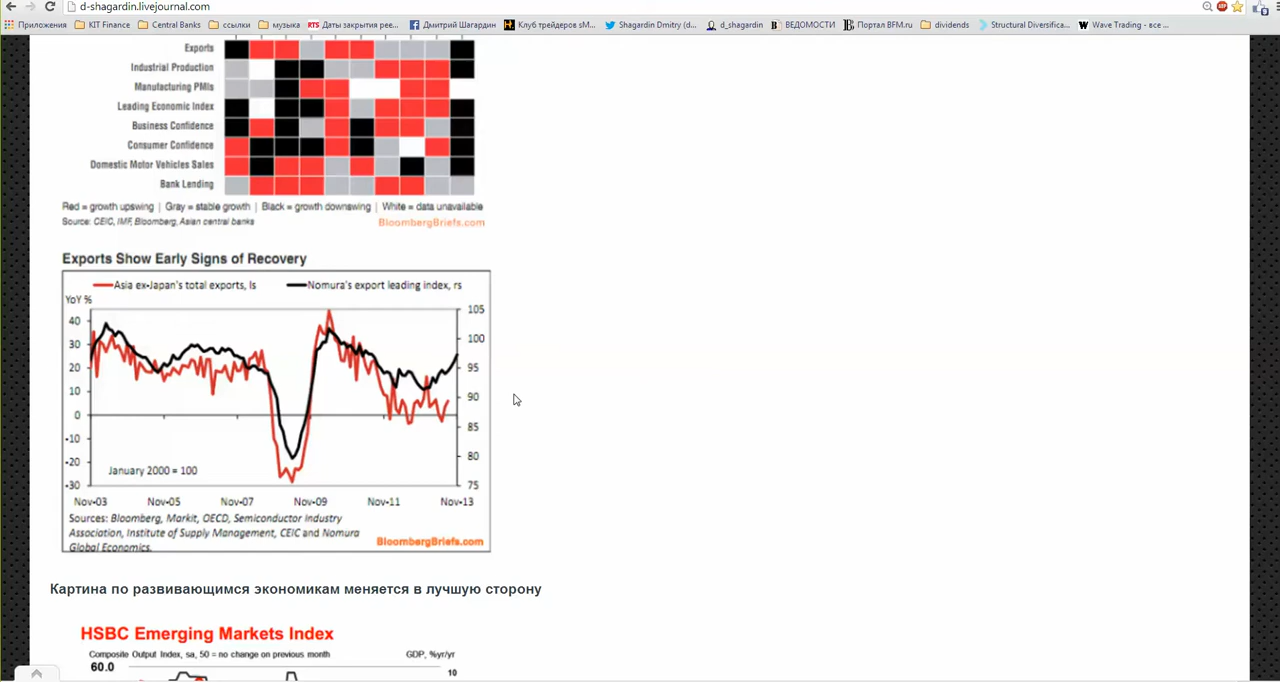 d-shagardin.livejournal.com
Приложения KIT Finance Central Banks ссылки музыка RTS Даты закрытия рее... Дмитрий Шагардин Клуб трейдеров sM... Shagardin Dmitry (d... d_shagardin ВЕДОМОСТИ Портал BFM.ru dividends Structural Diversifica... Wave Trading - все ...
Exports
Industrial Production
Manufacturing PMIs
Leading Economic Index
Business Confidence
Consumer Confidence
Domestic Motor Vehicles Sales
Bank Lending
Red = growth upswing | Gray = stable growth | Black = growth downswing | White = data unavailable
Source: CEIC, IMF, Bloomberg, Asian central banks
BloombergBriefs.com
Exports Show Early Signs of Recovery
Asia ex-Japan's total exports, ls Nomura's export leading index, rs
YoY %
40 30 20 10 0 -10 -20 -30
105 100 95 90 85 80 75
January 2000 = 100
Nov-03 Nov-05 Nov-07 Nov-09 Nov-11 Nov-13
Sources: Bloomberg, Markit, OECD, Semiconductor Industry
Association, Institute of Supply Management, CEIC and Nomura
Global Economics.
BloombergBriefs.com
Картина по развивающимся экономикам меняется в лучшую сторону
HSBC Emerging Markets Index
Composite Output Index, sa, 50 = no change on previous month GDP, %yr/yr
60.0 10